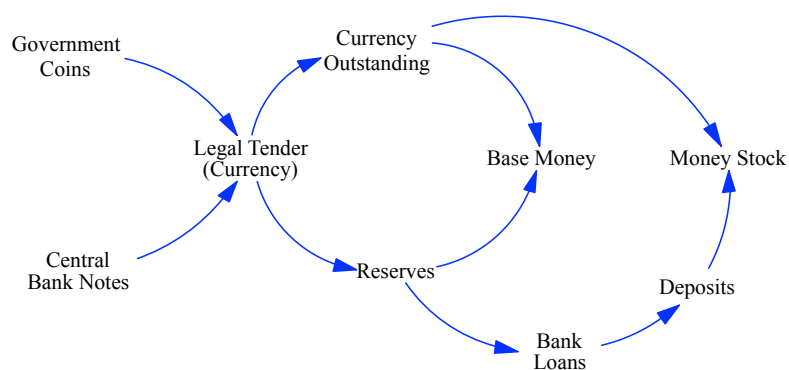 Government
Coins
Currency
Outstanding
Legal Tender
(Currency)
Base Money
Money Stock
Central
Bank Notes
Reserves
Deposits
Bank
Loans